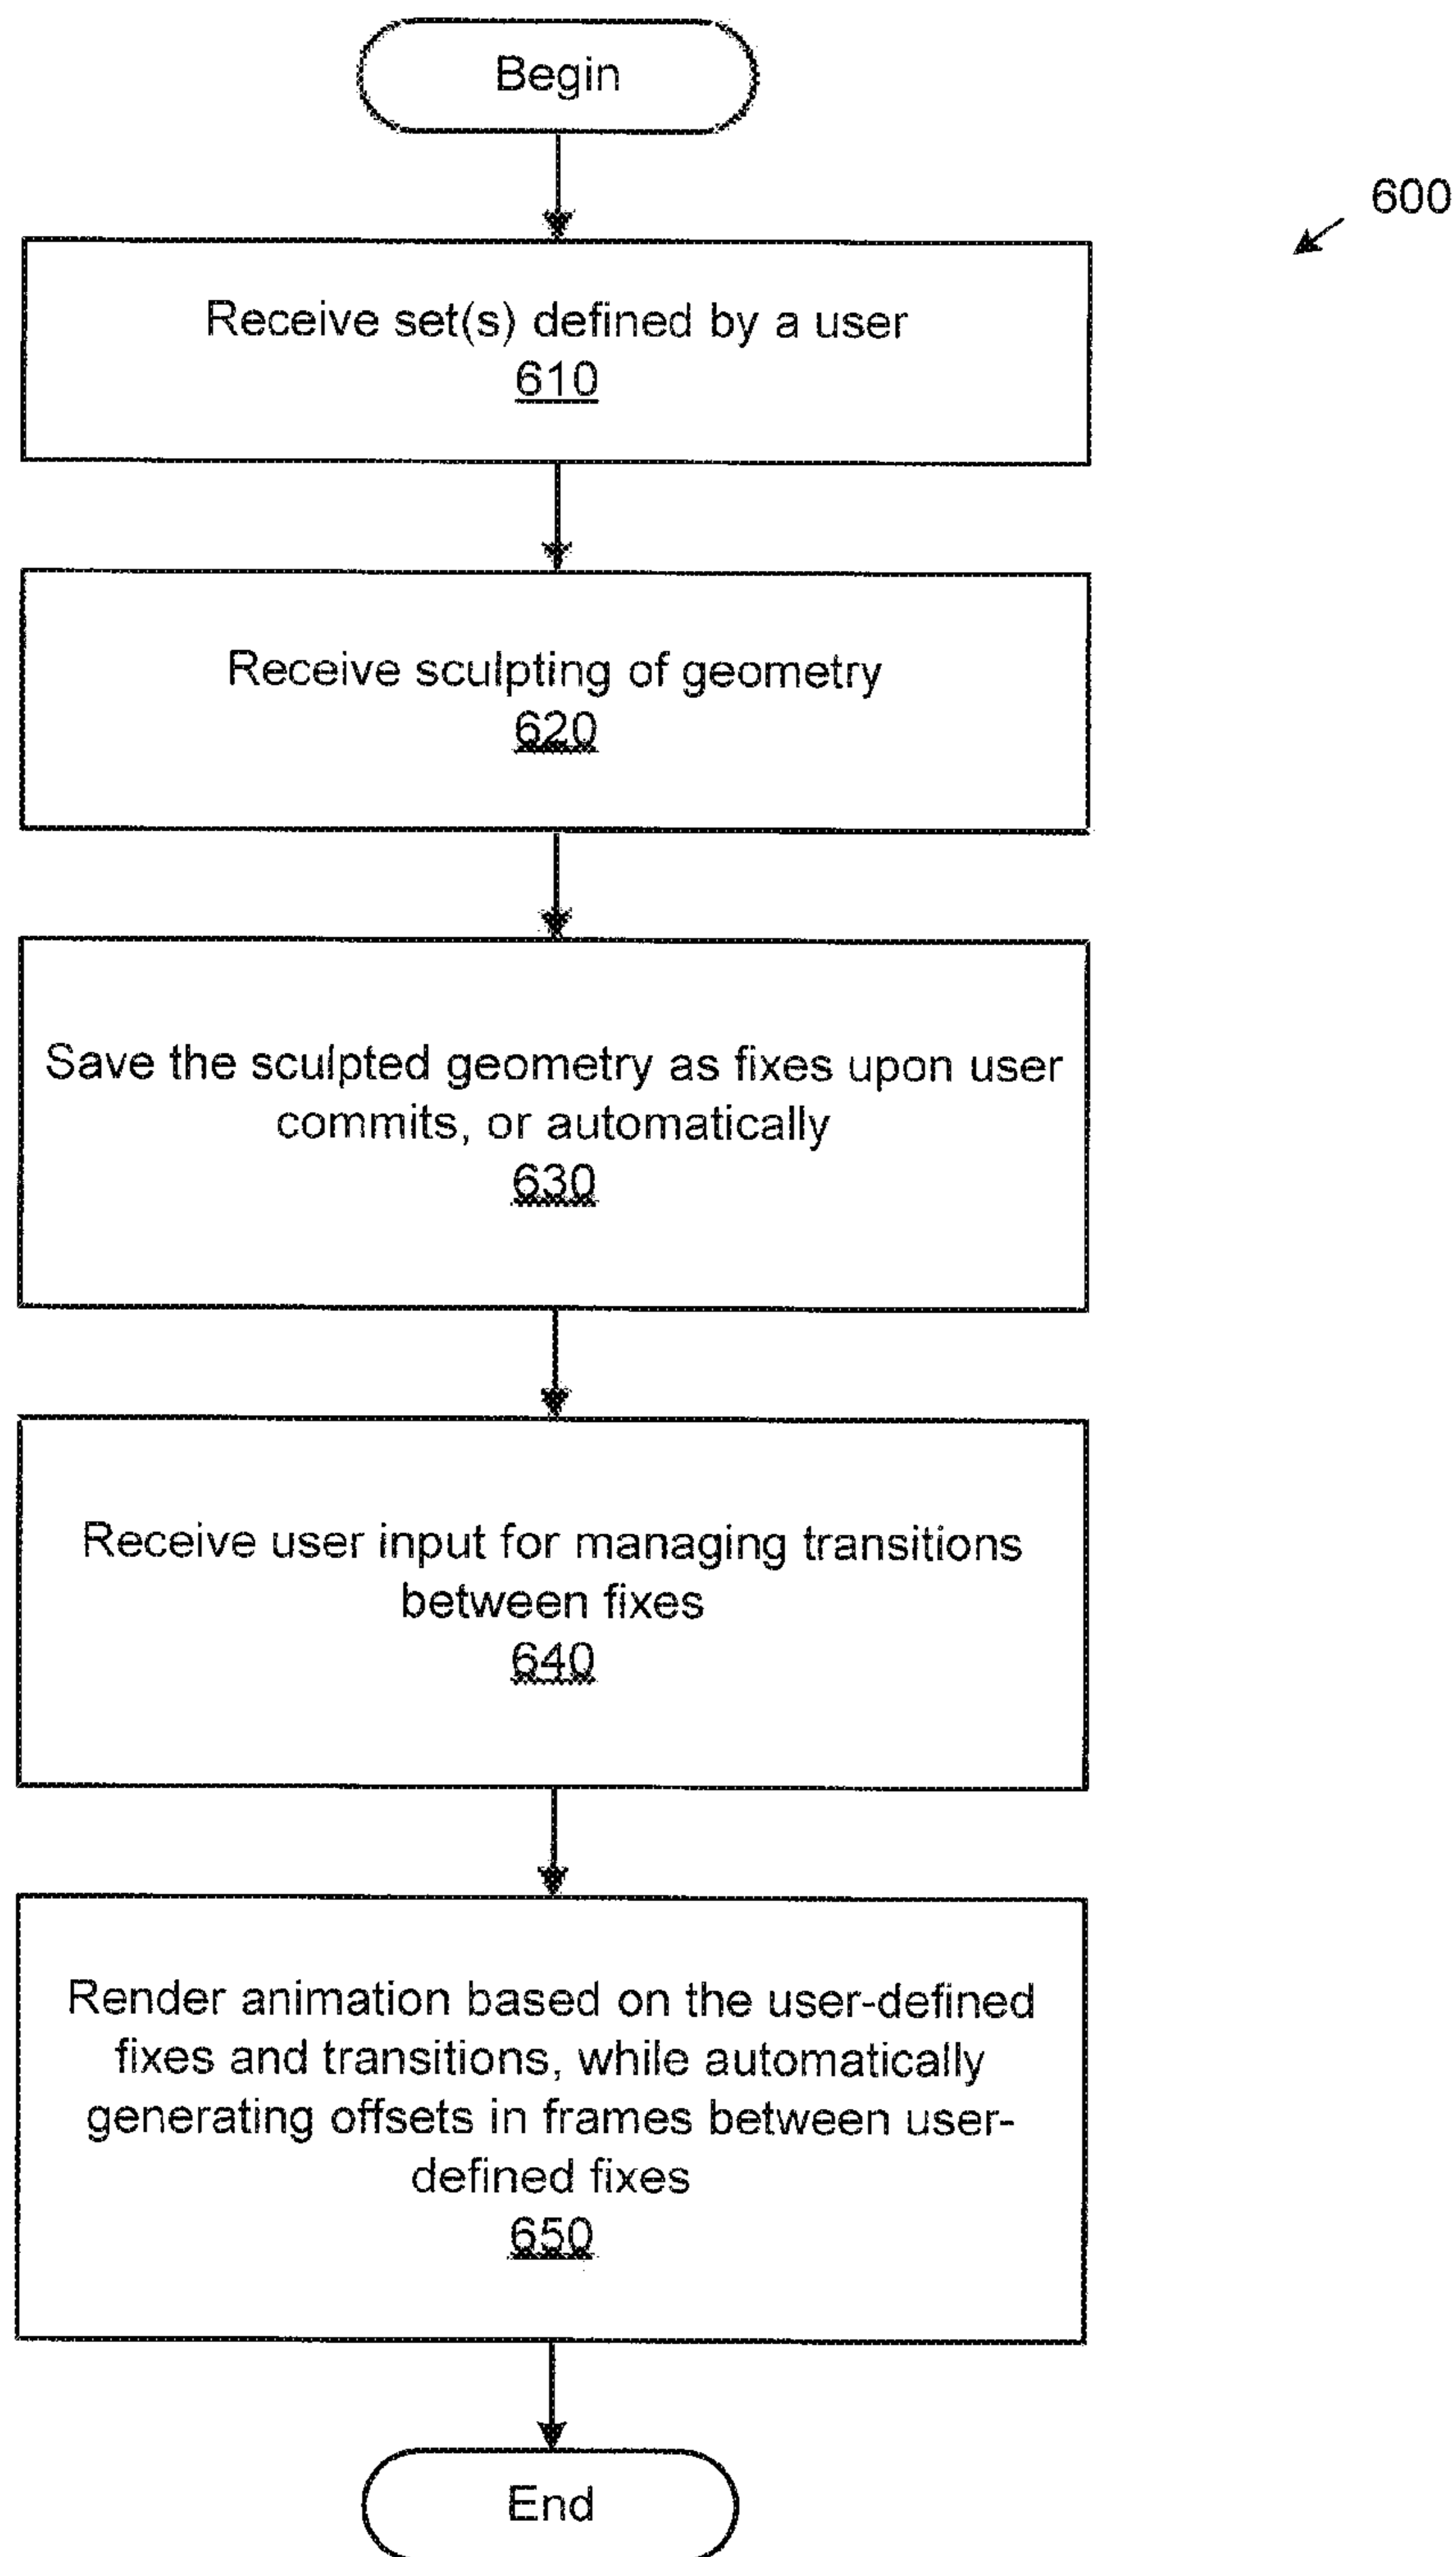 Begin
600
Receive set(s) defined by a user
610
Receive sculpting of geometry
620
Save the sculpted geometry as fixes upon user
commits, or automatically
630
Receive user input for managing transitions
between fixes
640
Render animation based on the user-defined
fixes and transitions, while automatically
generating offsets in frames between user-
defined fixes
650
End